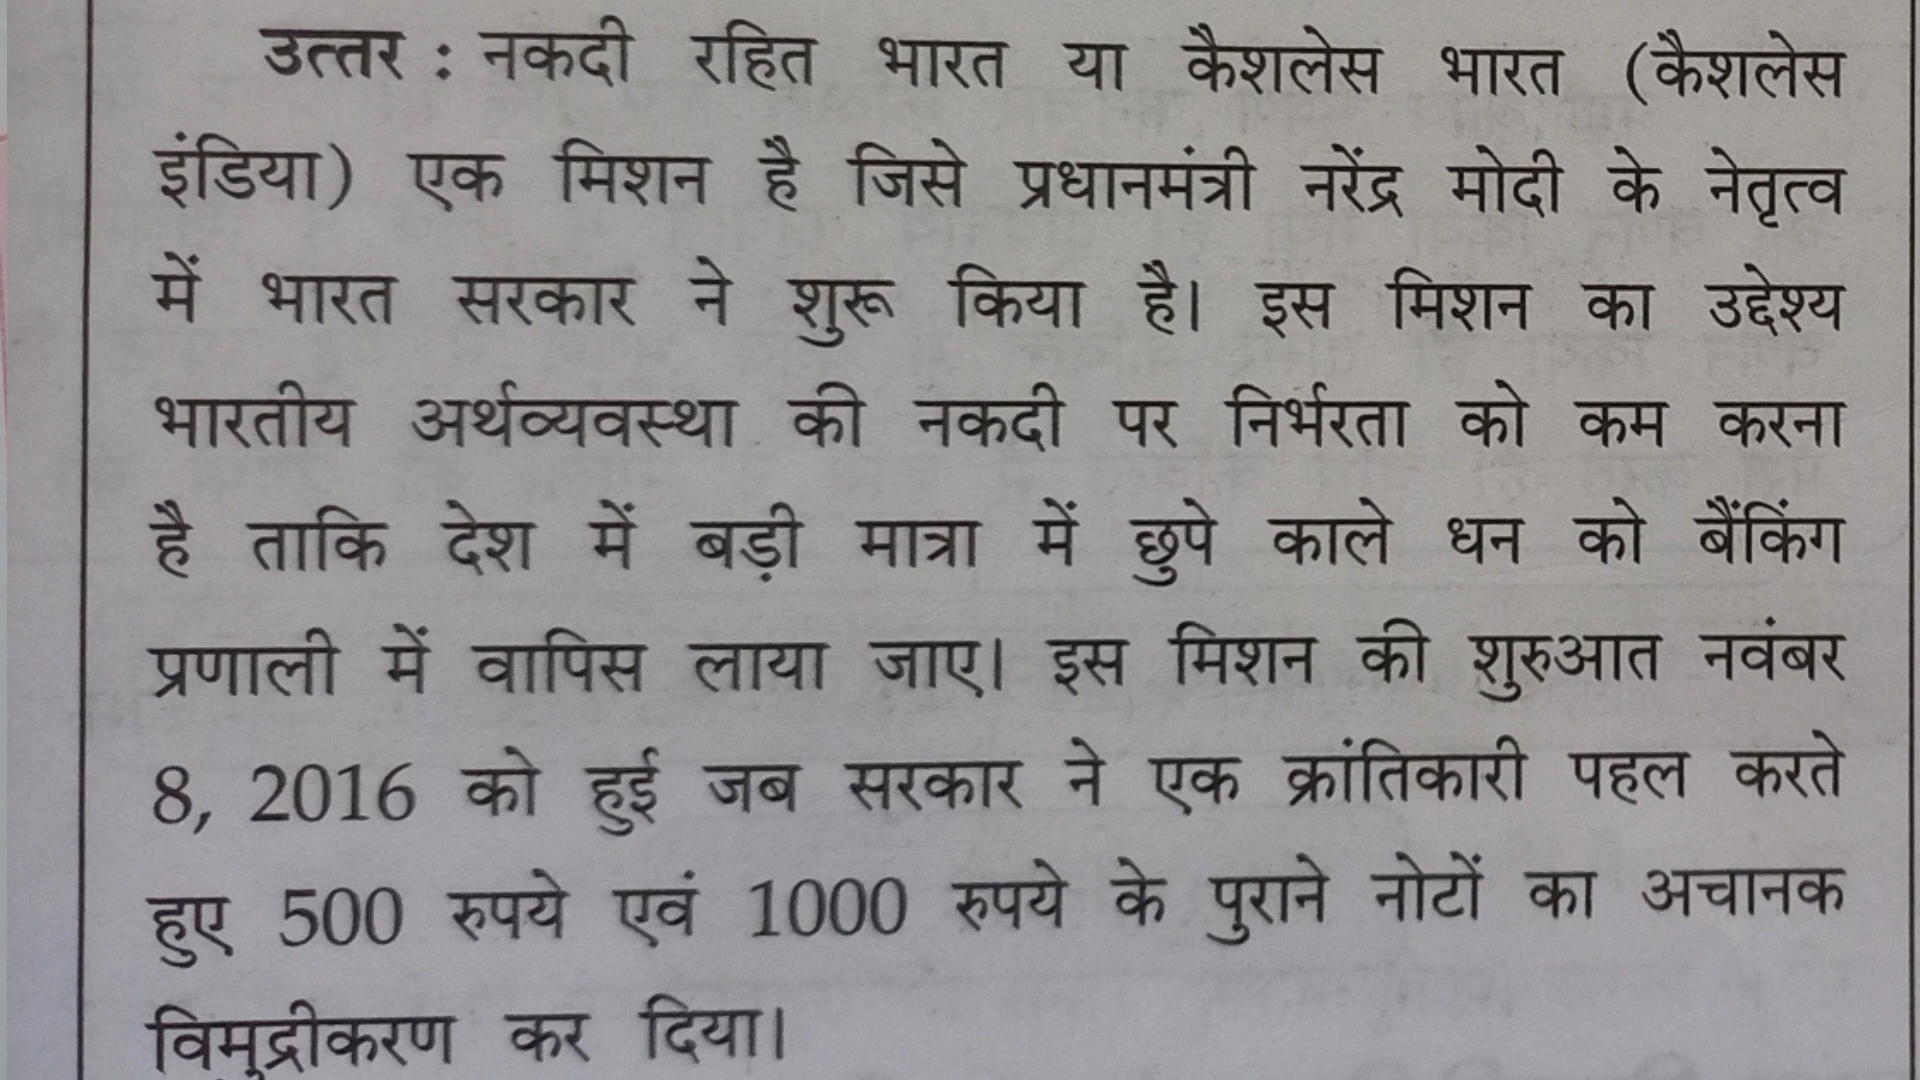 उत्तर : नकदी रहित भारत या कैशलेस भारत (कैशलेस
इंडिया) एक मिशन है जिसे प्रधानमंत्री नरेंद्र मोदी के नेतृत्व
में भारत सरकार ने शुरू किया है। इस मिशन का उद्देश्य
भारतीय अर्थव्यवस्था की नकदी पर निर्भरता को कम करना
है ताकि देश में बड़ी मात्रा में छुपे काले धन को बैंकिंग
प्रणाली में वापिस लाया जाए। इस मिशन की शुरुआत नवंबर
8, 2016 को हुई जब सरकार ने एक क्रांतिकारी पहल करते
हुए 500 रुपये एवं 1000 रुपये के पुराने नोटों का अचानक
विमुद्रीकरण कर दिया।